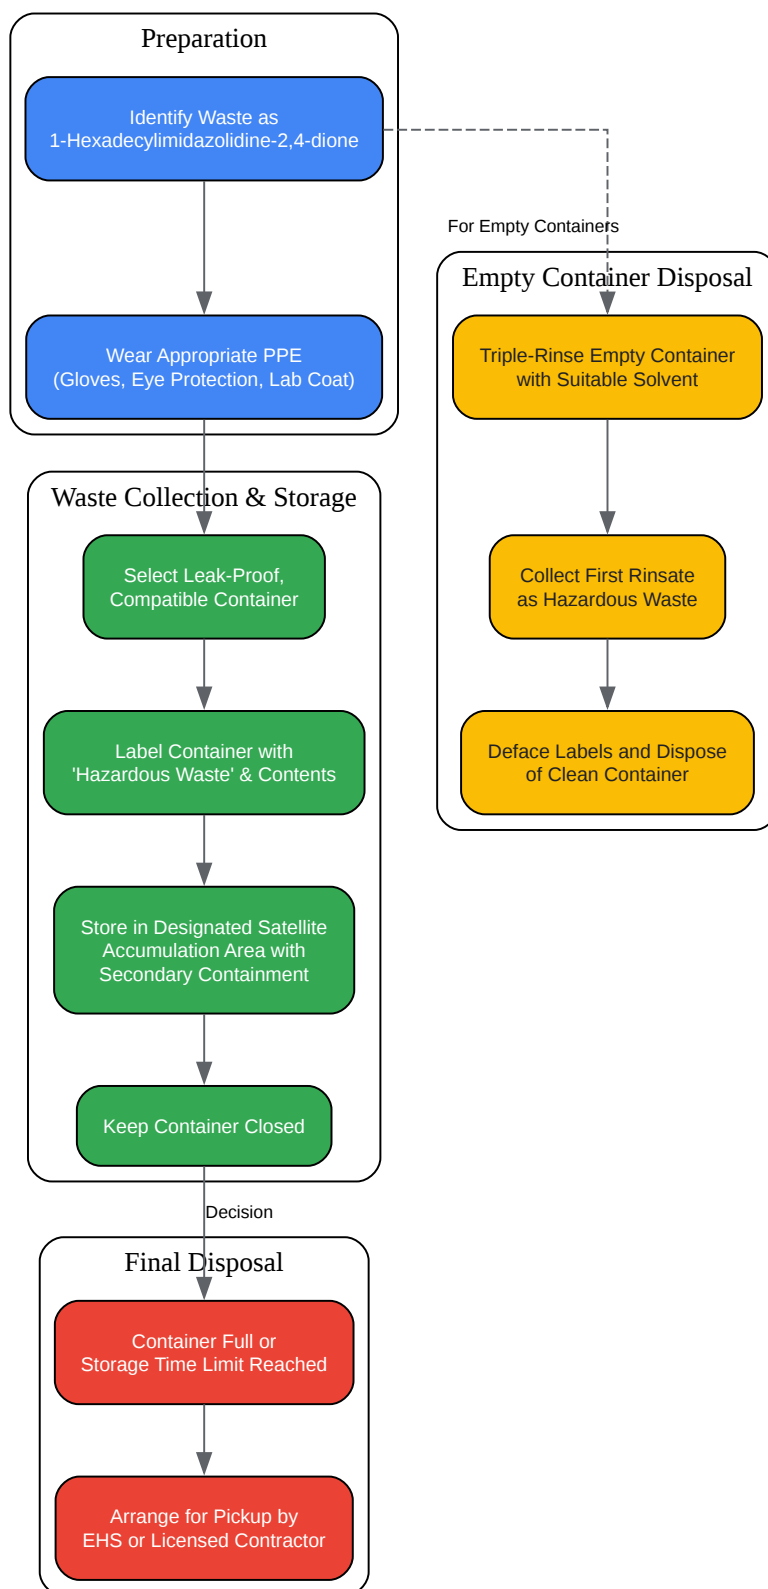 Preparation
Identify Waste as
1-Hexadecylimidazolidine-2,4-dione
Wear Appropriate PPE
(Gloves, Eye Protection, Lab Coat)
Waste Collection & Storage
Select Leak-Proof,
Compatible Container
Label Container with
'Hazardous Waste' & Contents
Store in Designated Satellite
Accumulation Area with
Secondary Containment
Keep Container Closed
Decision
Final Disposal
Container Full or
Storage Time Limit Reached
Arrange for Pickup by
EHS or Licensed Contractor
For Empty Containers
Empty Container Disposal
Triple-Rinse Empty Container
with Suitable Solvent
Collect First Rinsate
as Hazardous Waste
Deface Labels and Dispose
of Clean Container